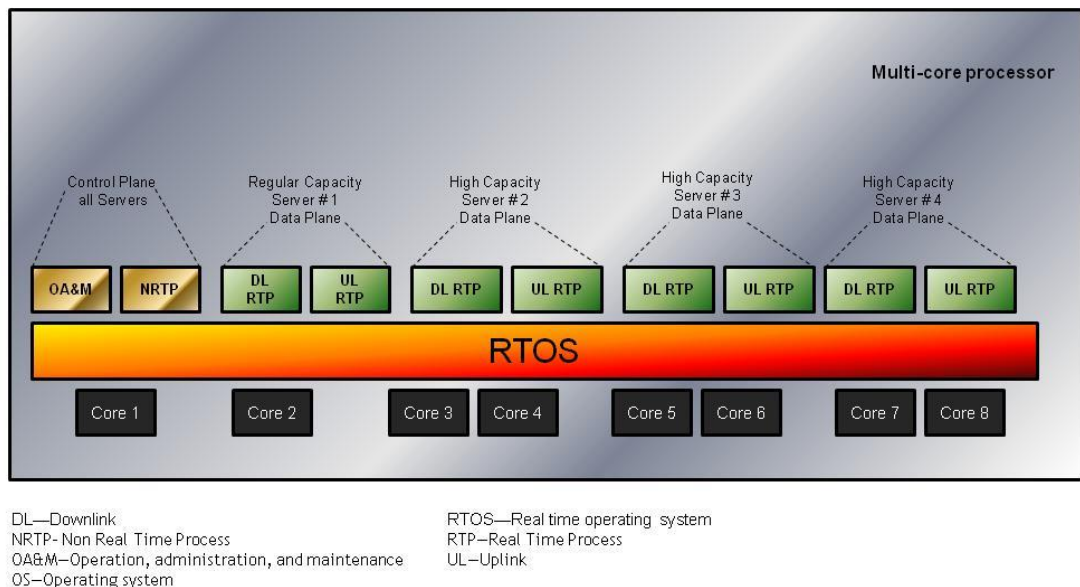 Multi-core processor
Control Plane
all Servers
Regular Capacity
Server #1
Data Plane
High Capacity
Server #2
Data Plane
High Capacity
Server #3
Data Plane
High Capacity
Server #4
Data Plane
OA&M
NRTP
DL
RTP
UL
RTP
DL RTP
UL RTP
DL RTP
UL RTP
DL RTP
UL RTP
RTOS
Core 1
Core 2
Core 3
Core 4
Core 5
Core 6
Core 7
Core 8
DL—Downlink
NRTP- Non Real Time Process
OA&M—Operation, administration, and maintenance
OS—Operating system
RTOS—Real time operating system
RTP—Real Time Process
UL—Uplink